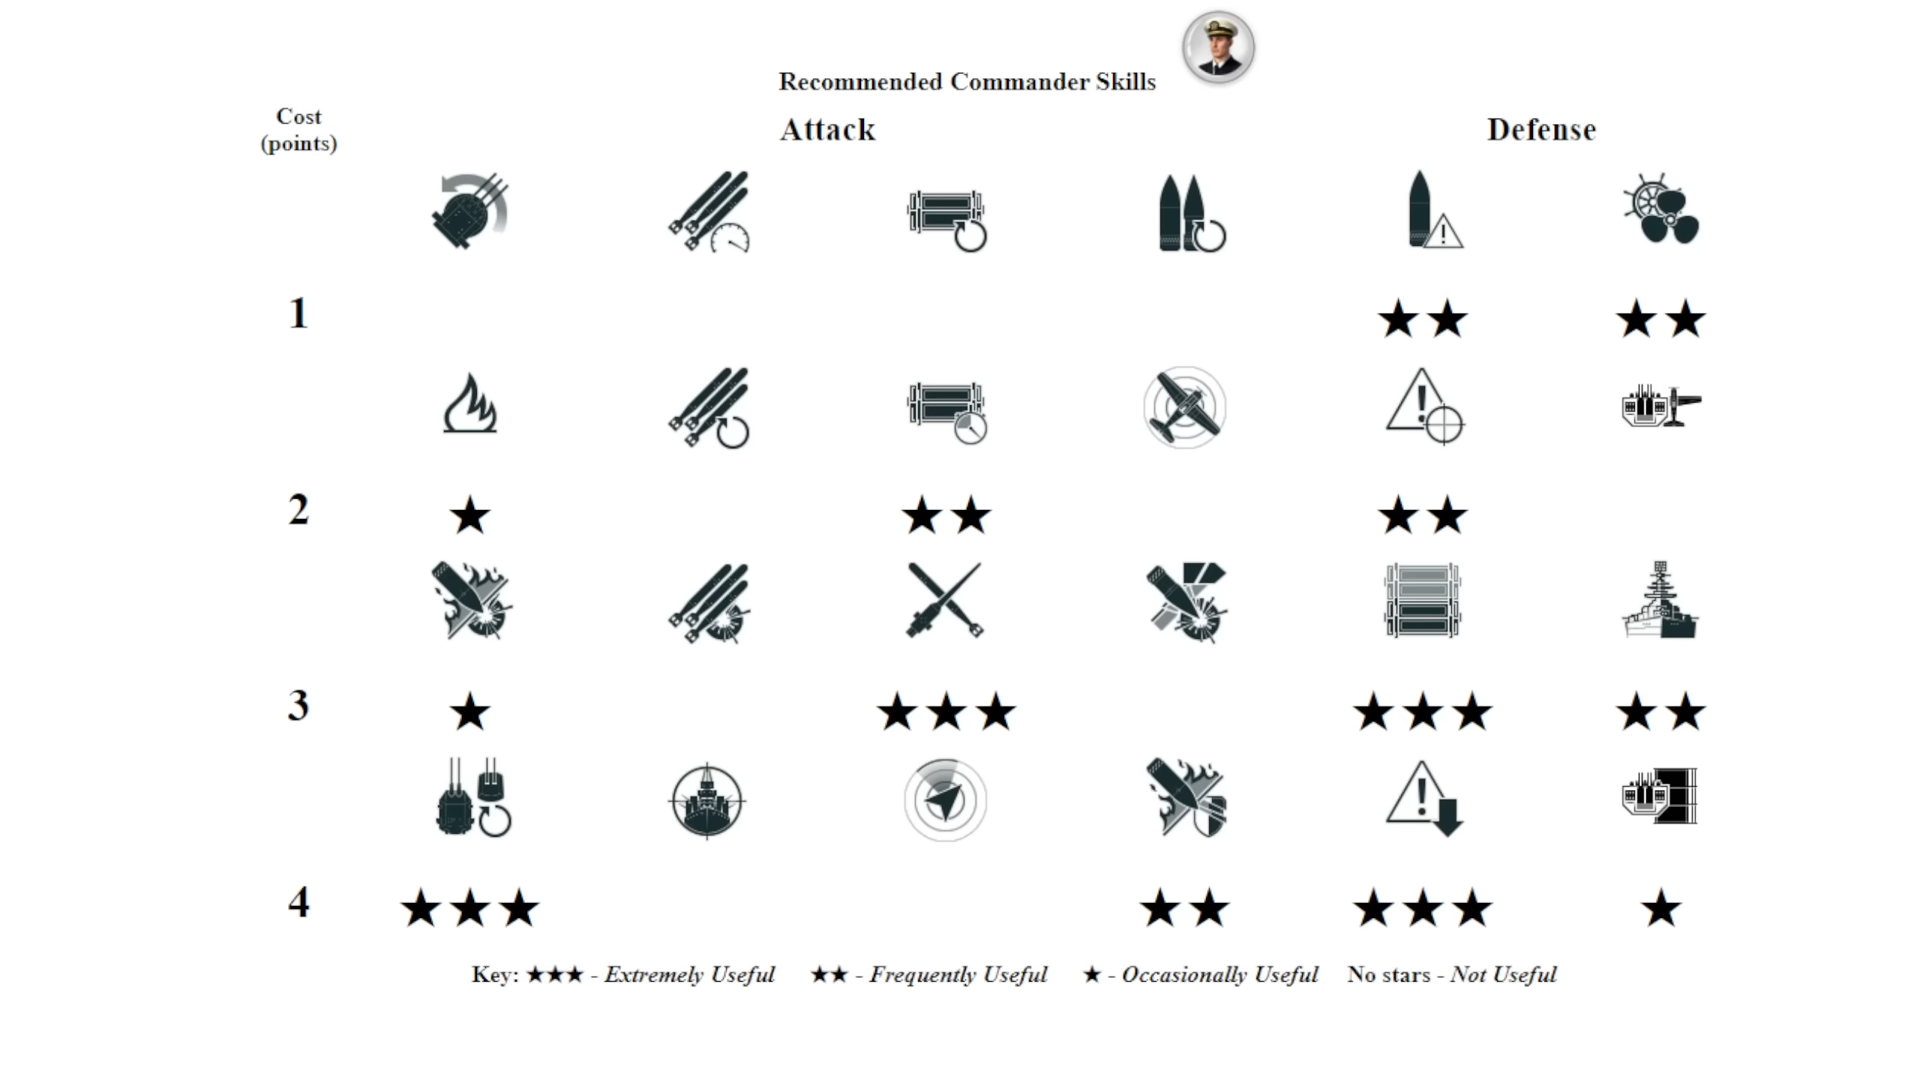 Recommended Commander Skills
Cost
(points)
Attack
Defense
1
★★
★★
2
★
★★
★★
3
★
★★★
★★★
★★
4
★★★
★★
★★★
★
Key: ★★★ - Extremely Useful ★★ - Frequently Useful ★ - Occasionally Useful No stars - Not Useful